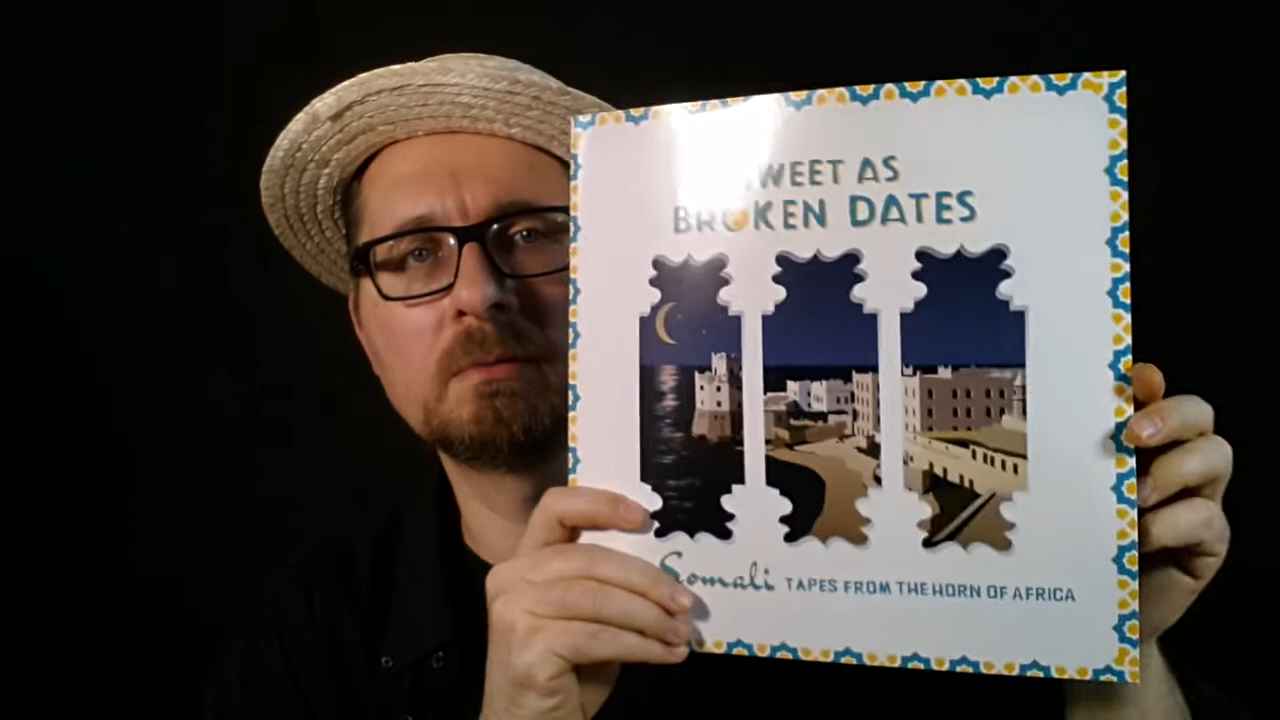 WEET AS
BROKEN DATES
Somali TAPES FROM THE HORN OF AFRICA